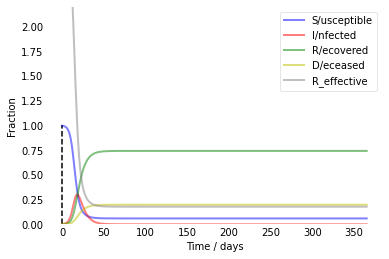 2.00
1.75
1.50
1.25
1.00
0.75
0.50
0.25
0.00
Fraction
0
50
100
150
200
250
300
350
Time / days
S/usceptible
I/nfected
R/ecovered
D/eceased
R_effective